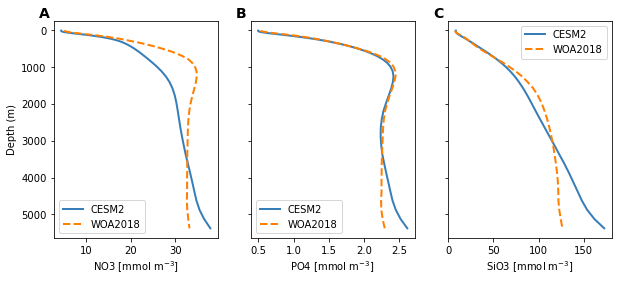 A
B
C
0
1000
2000
3000
4000
5000
Depth (m)
CESM2
WOA2018
10
20
30
NO3 [mmol m⁻³]
CESM2
WOA2018
0.5
1.0
1.5
2.0
2.5
PO4 [mmol m⁻³]
CESM2
WOA2018
0
50
100
150
SiO3 [mmol m⁻³]